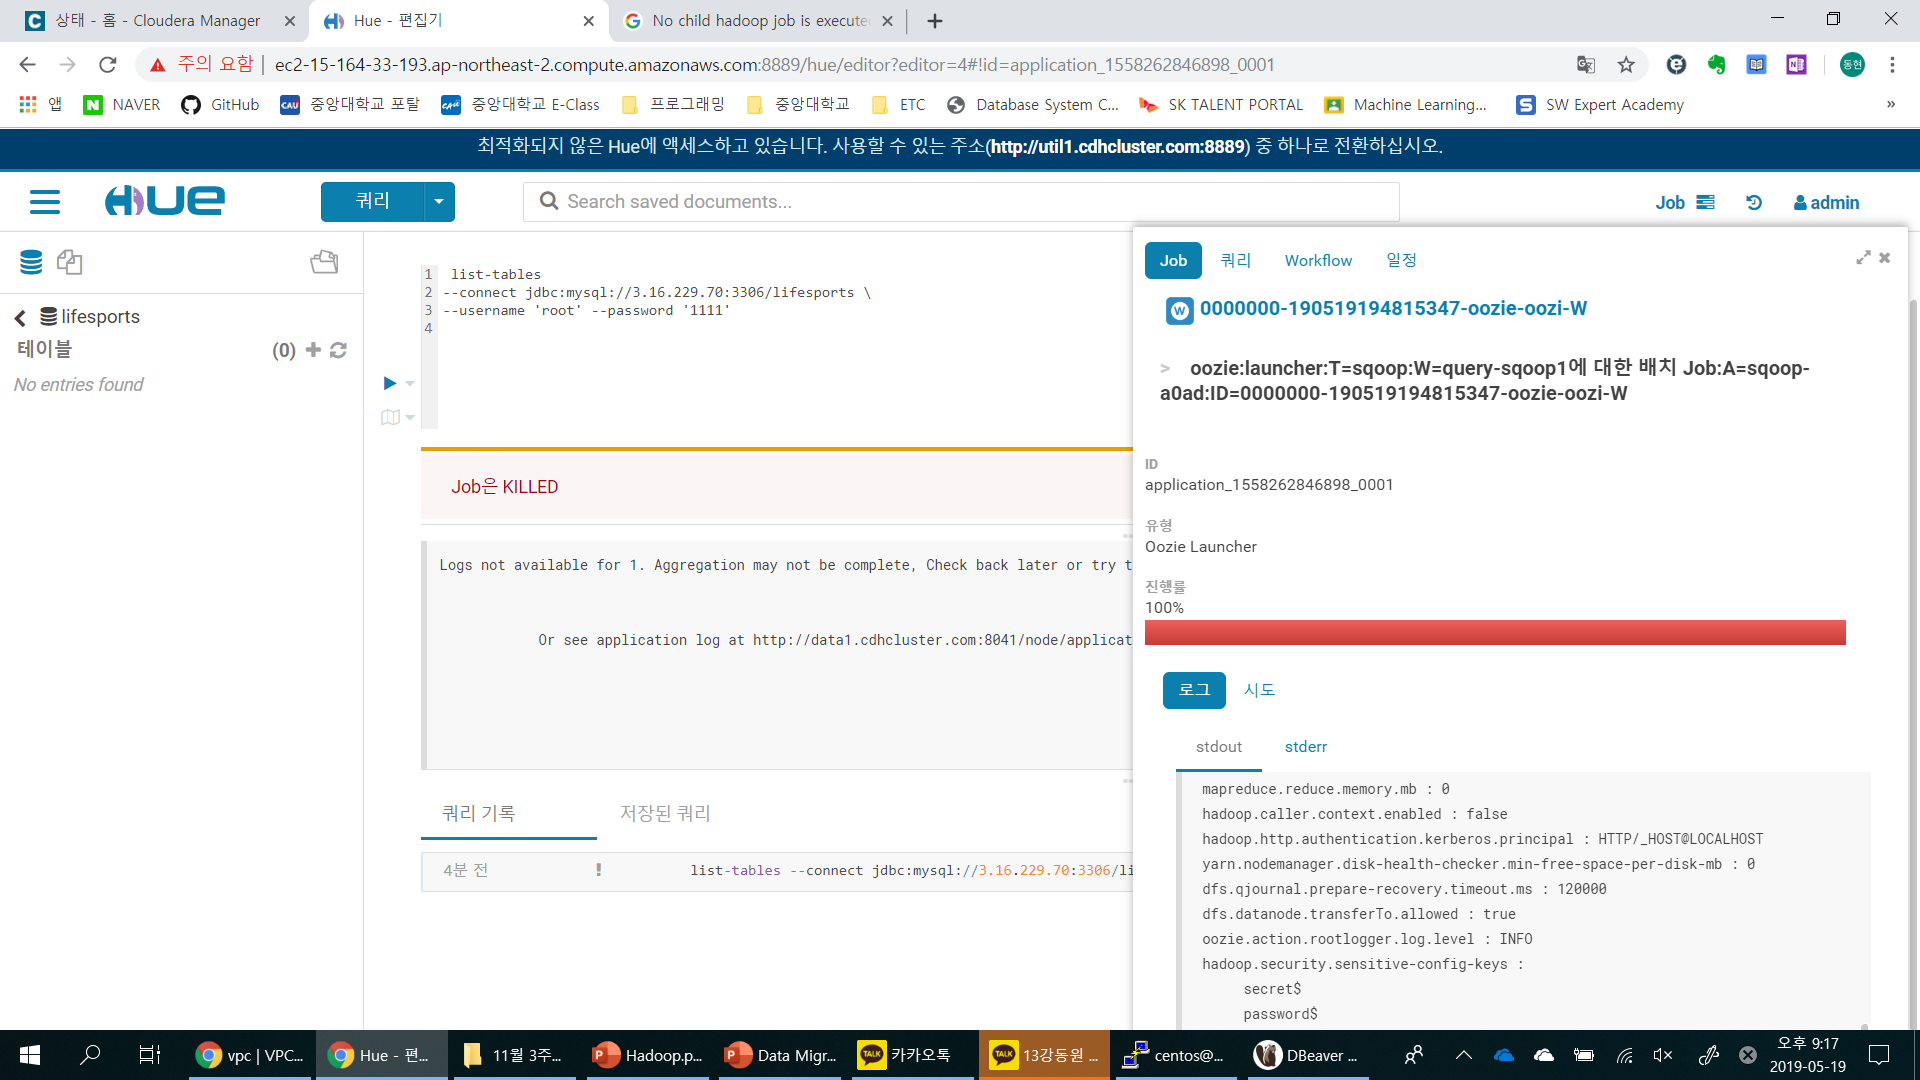 상태 - 홈 - Cloudera Manager
Hue - 편집기
No child hadoop job is execute
주의 요함 | ec2-15-164-33-193.ap-northeast-2.compute.amazonaws.com:8889/hue/editor?editor=4#!id=application_1558262846898_0001
동현
앱 NAVER GitHub 중앙대학교 포탈 중앙대학교 E-Class 프로그래밍 중앙대학교 ETC Database System C... SK TALENT PORTAL Machine Learning... SW Expert Academy »
최적화되지 않은 Hue에 액세스하고 있습니다. 사용할 수 있는 주소(http://util1.cdhcluster.com:8889) 중 하나로 전환하십시오.
HUE
쿼리
Search saved documents...
Job
admin
lifesports
테이블 (0)
No entries found
1 list-tables
2 --connect jdbc:mysql://3.16.229.70:3306/lifesports \
3 --username 'root' --password '1111'
4
Job은 KILLED
Logs not available for 1. Aggregation may not be complete, Check back later or try t
Or see application log at http://data1.cdhcluster.com:8041/node/applicat
쿼리 기록 저장된 쿼리
4분 전 ! list-tables --connect jdbc:mysql://3.16.229.70:3306/li
Job 쿼리 Workflow 일정
W 0000000-190519194815347-oozie-oozi-W
> oozie:launcher:T=sqoop:W=query-sqoop1에 대한 배치 Job:A=sqoop-
a0ad:ID=0000000-190519194815347-oozie-oozi-W
ID
application_1558262846898_0001
유형
Oozie Launcher
진행률
100%
로그 시도
stdout stderr
mapreduce.reduce.memory.mb : 0
hadoop.caller.context.enabled : false
hadoop.http.authentication.kerberos.principal : HTTP/_HOST@LOCALHOST
yarn.nodemanager.disk-health-checker.min-free-space-per-disk-mb : 0
dfs.qjournal.prepare-recovery.timeout.ms : 120000
dfs.datanode.transferTo.allowed : true
oozie.action.rootlogger.log.level : INFO
hadoop.security.sensitive-config-keys :
secret$
password$
vpc | VPC... Hue - 편... 11월 3주... Hadoop.p... Data Migr... 카카오톡 13강동원 ... centos@... DBeaver ...
오후 9:17
2019-05-19